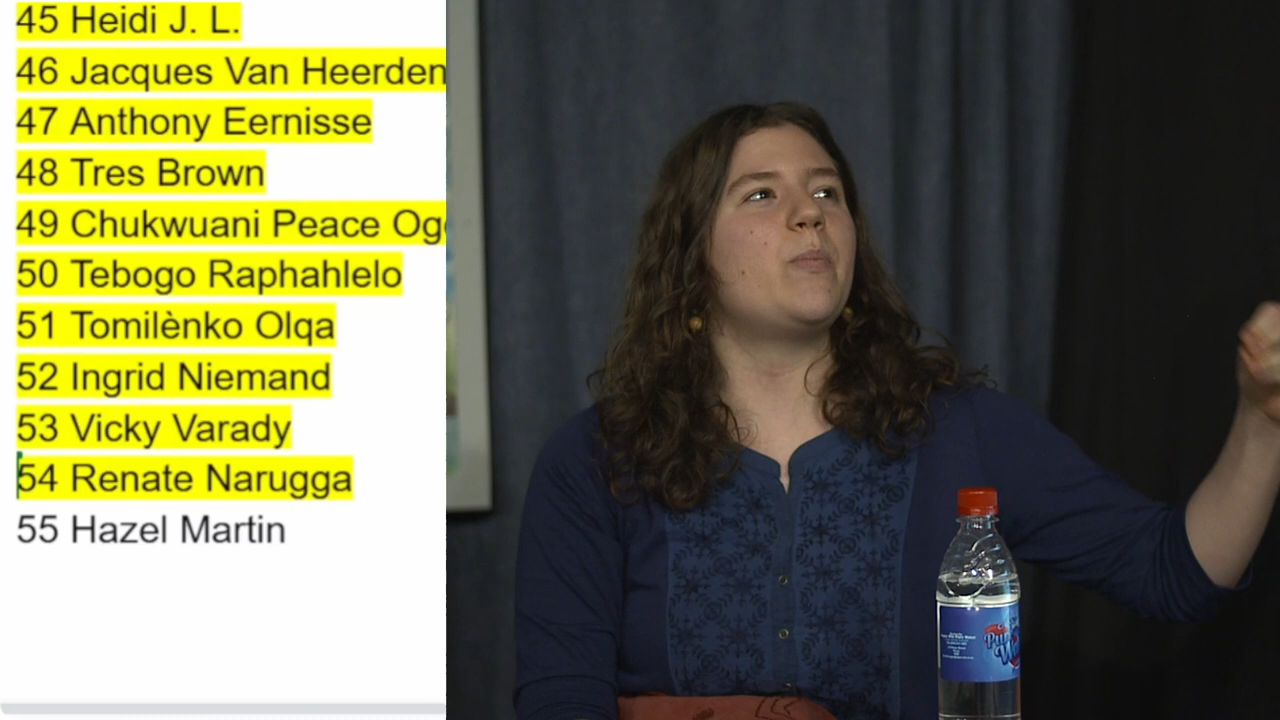 45 Heidi J. L.
46 Jacques Van Heerden
47 Anthony Eernisse
48 Tres Brown
49 Chukwuani Peace
50 Tebogo Raphahlelo
51 Tomilènko Olqa
52 Ingrid Niemand
53 Vicky Varady
54 Renate Narugga
55 Hazel Martin